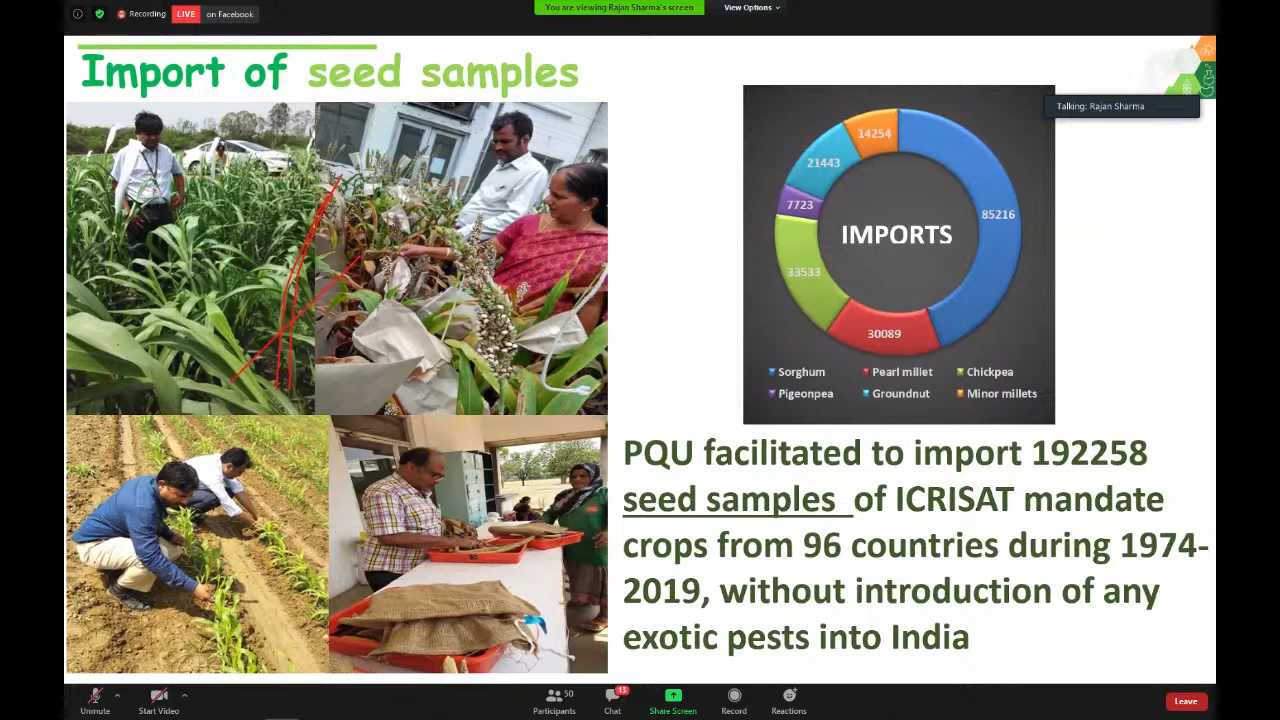 Recording
LIVE
on Facebook
You are viewing Rajan Sharma's screen
View Options
Import of seed samples
Talking: Rajan Sharma
14254
21443
7723
85216
IMPORTS
33533
30089
Sorghum
Pearl millet
Chickpea
Pigeonpea
Groundnut
Minor millets
PQU facilitated to import 192258
seed samples of ICRISAT mandate
crops from 96 countries during 1974-
2019, without introduction of any
exotic pests into India
Unmute
Start Video
50
Participants
13
Chat
Share Screen
Record
Reactions
Leave